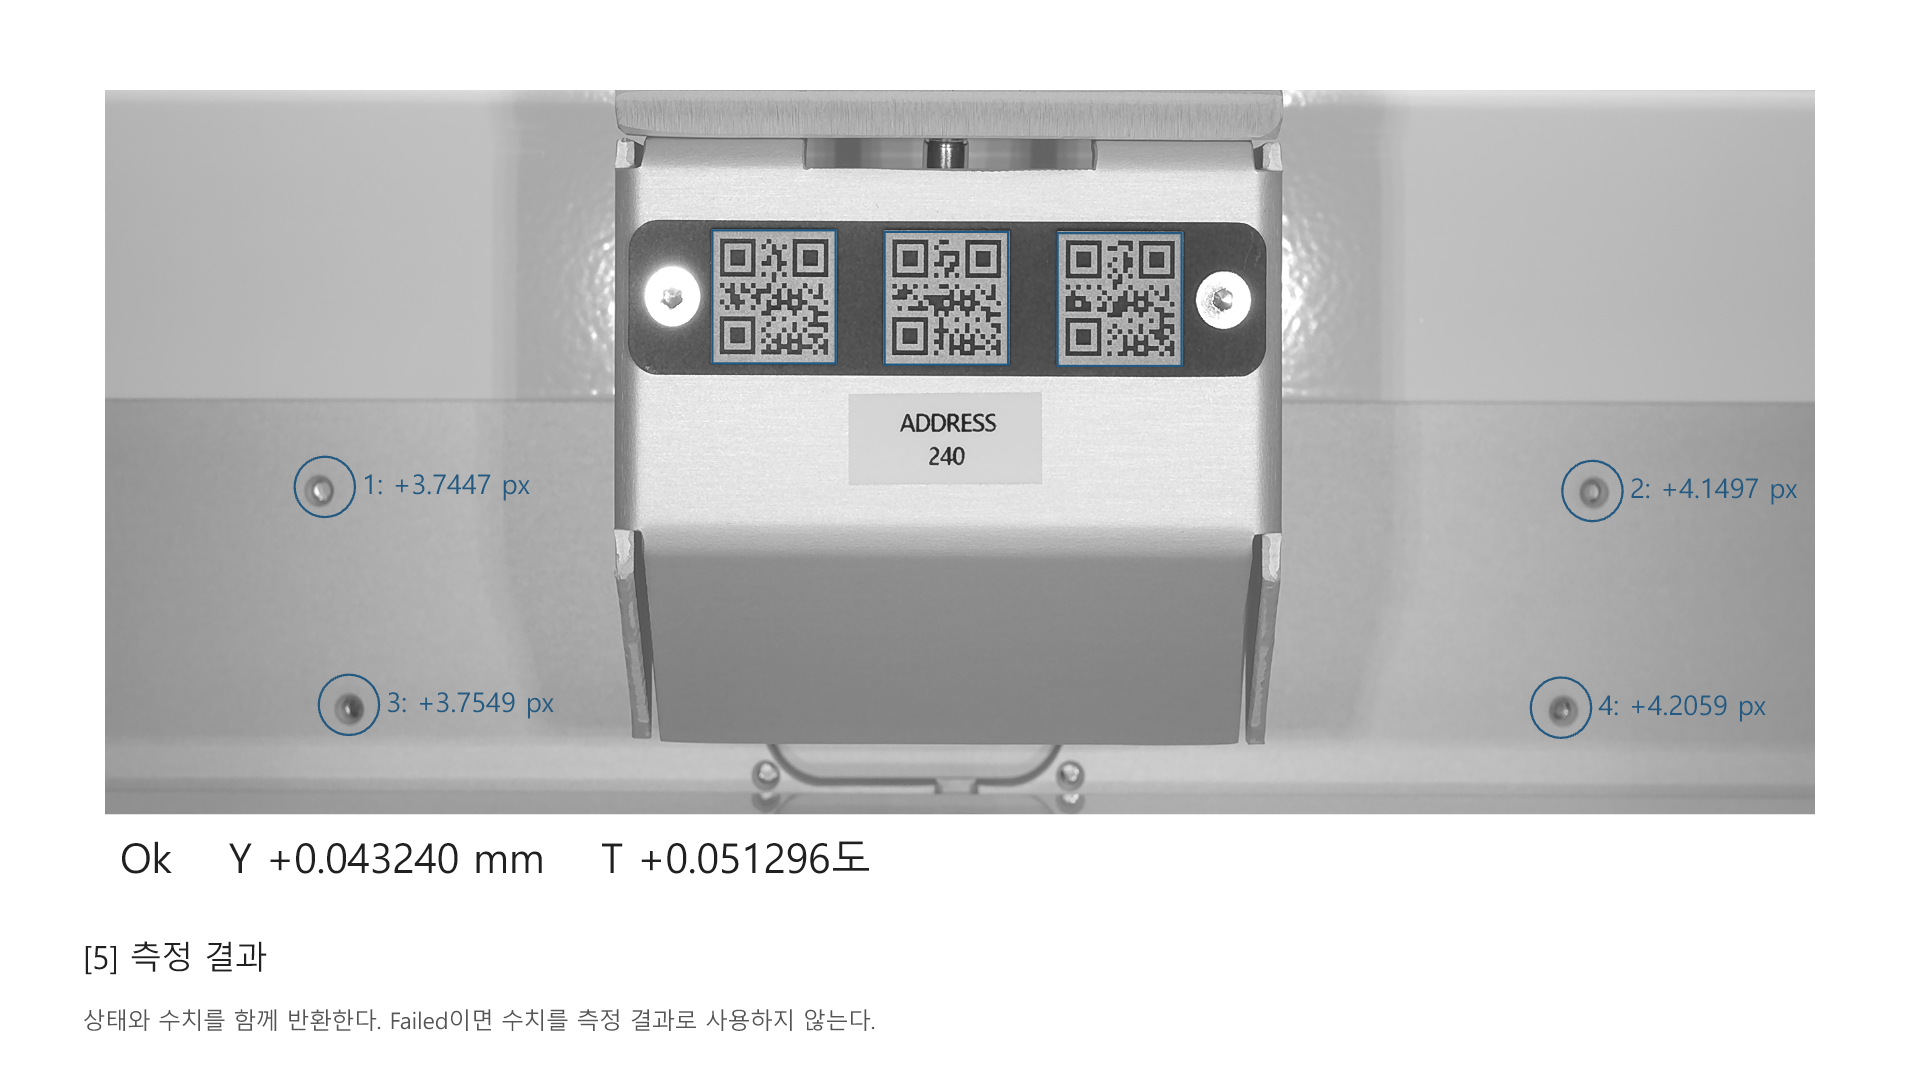 ADDRESS
240
1: +3.7447 px
2: +4.1497 px
3: +3.7549 px
4: +4.2059 px
Ok Y +0.043240 mm T +0.051296도
[5] 측정 결과
상태와 수치를 함께 반환한다. Failed이면 수치를 측정 결과로 사용하지 않는다.